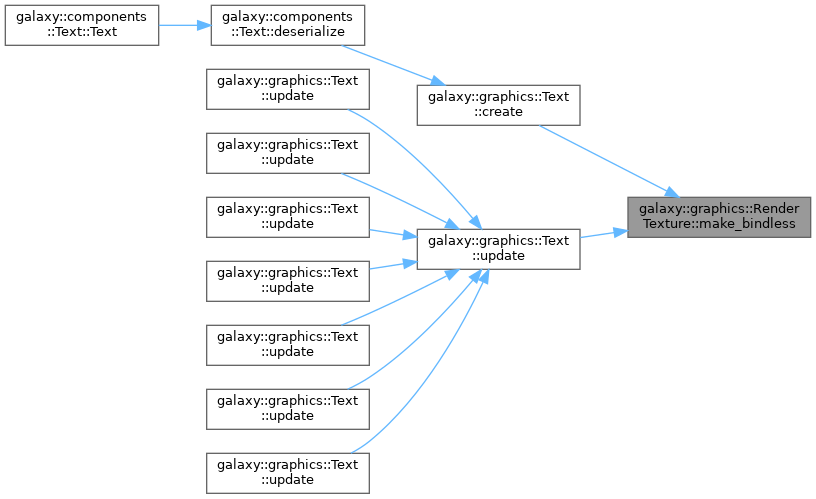 galaxy::components
::Text::Text
galaxy::components
::Text::deserialize
galaxy::graphics::Text
::update
galaxy::graphics::Text
::create
galaxy::graphics::Text
::update
galaxy::graphics::Text
::update
galaxy::graphics::Render
Texture::make_bindless
galaxy::graphics::Text
::update
galaxy::graphics::Text
::update
galaxy::graphics::Text
::update
galaxy::graphics::Text
::update
galaxy::graphics::Text
::update